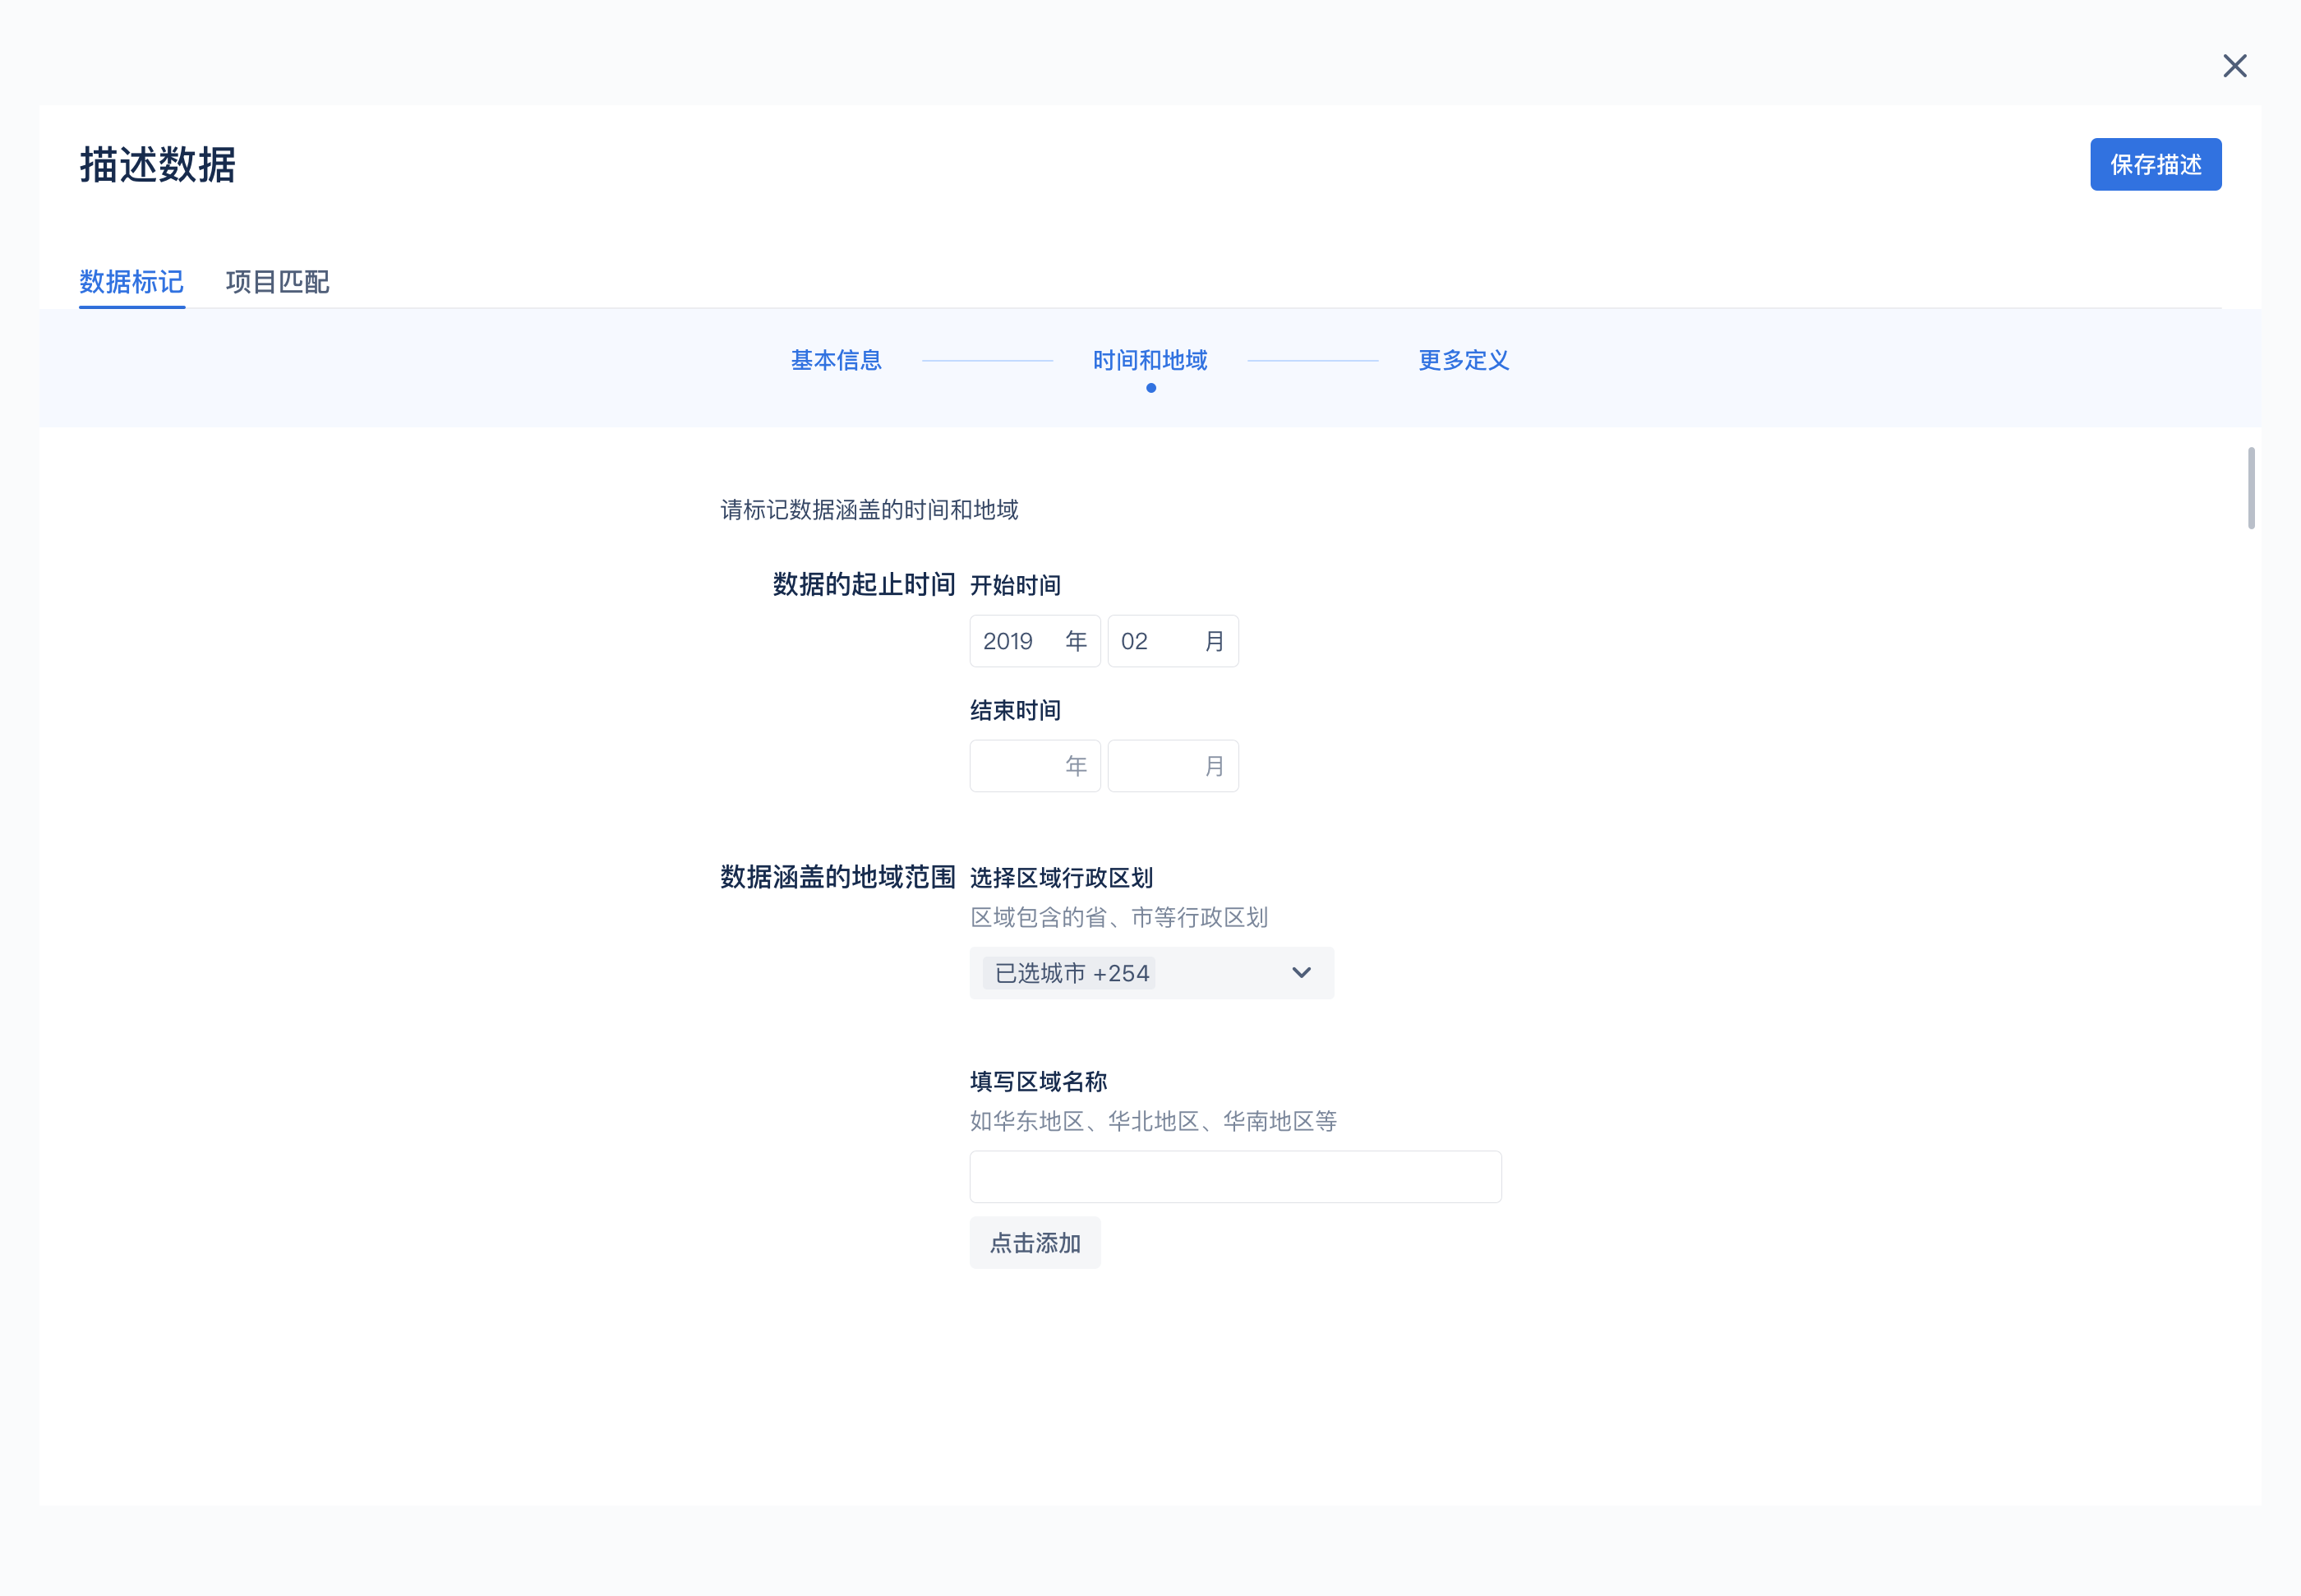 描述数据
保存描述
数据标记 项目匹配
基本信息 时间和地域 更多定义
请标记数据涵盖的时间和地域
数据的起止时间 开始时间
2019 年 02 月
结束时间
年 月
数据涵盖的地域范围 选择区域行政区划
区域包含的省、市等行政区划
已选城市 +254
填写区域名称
如华东地区、华北地区、华南地区等
点击添加